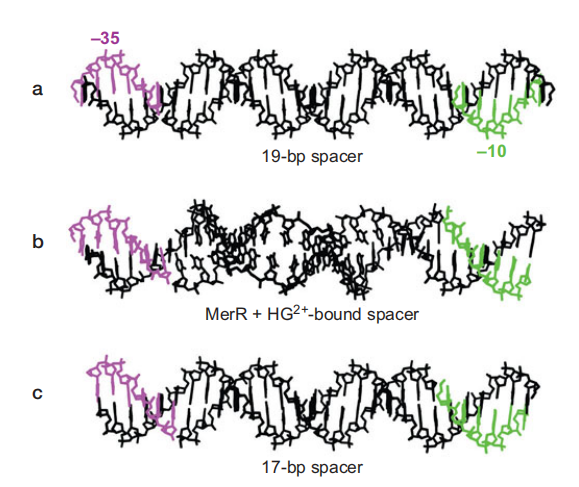 –35
a
19-bp spacer
–10
b
MerR + HG2+-bound spacer
c
17-bp spacer